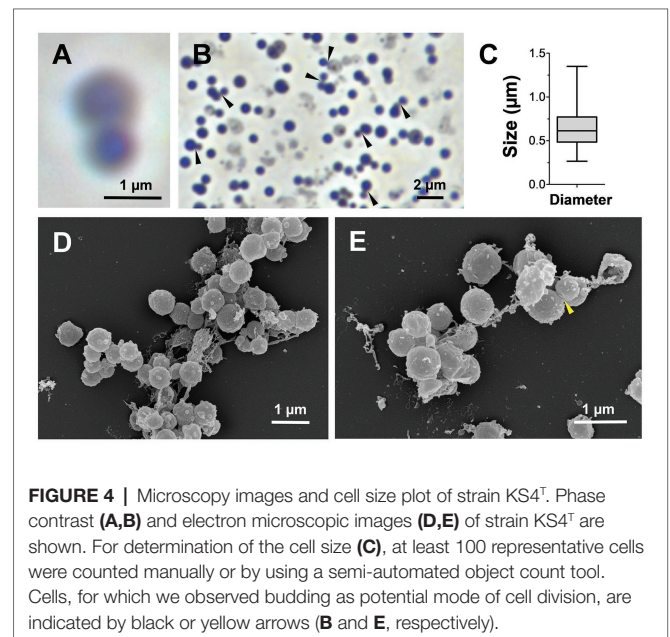 A
B
C
1 μm
2 μm
Size (μm)
1.5
1.0
0.5
0.0
Diameter
D
E
1 μm
1 μm
FIGURE 4 | Microscopy images and cell size plot of strain KS4ᵀ. Phase
contrast (A,B) and electron microscopic images (D,E) of strain KS4ᵀ are
shown. For determination of the cell size (C), at least 100 representative cells
were counted manually or by using a semi-automated object count tool.
Cells, for which we observed budding as potential mode of cell division, are
indicated by black or yellow arrows (B and E, respectively).